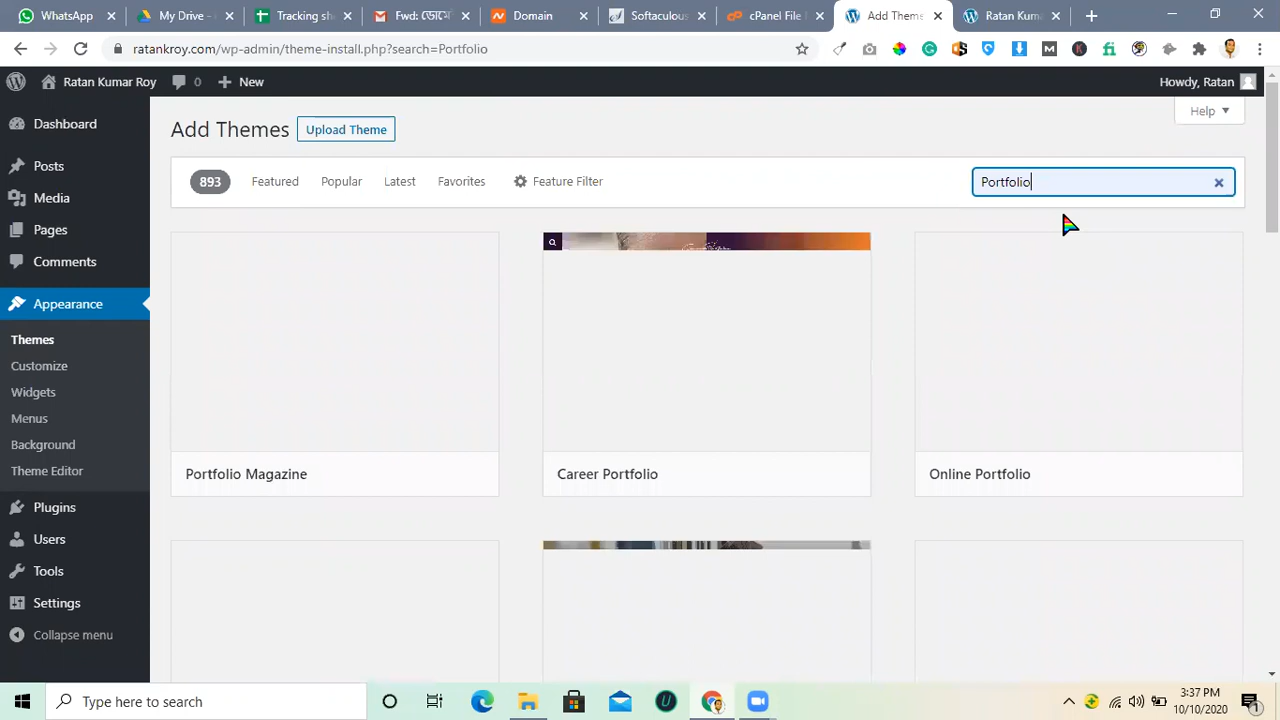 WhatsApp
My Drive -
Tracking sh
Fwd: ডোমে
Domain
Softaculous
cPanel File
Add Theme
Ratan Kum
ratankroy.com/wp-admin/theme-install.php?search=Portfolio
Ratan Kumar Roy
0
New
Howdy, Ratan
Dashboard
Posts
Media
Pages
Comments
Appearance
Themes
Customize
Widgets
Menus
Background
Theme Editor
Plugins
Users
Tools
Settings
Collapse menu
Add Themes
Upload Theme
Help
893
Featured
Popular
Latest
Favorites
Feature Filter
Portfolio
Portfolio Magazine
Career Portfolio
Online Portfolio
Type here to search
3:37 PM
10/10/2020
1